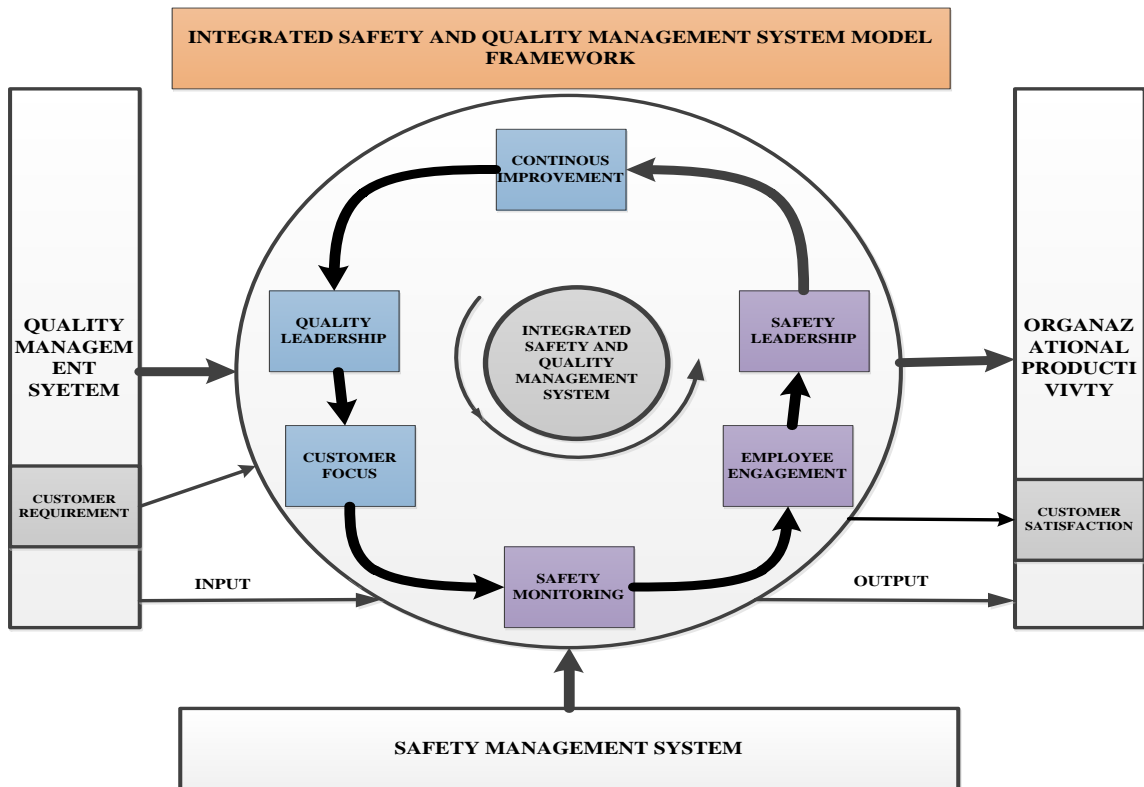 INTEGRATED SAFETY AND QUALITY MANAGEMENT SYSTEM MODEL
FRAMEWORK
CONTINOUS
IMPROVEMENT
QUALITY
MANAGEM
ENT
SYETEM
QUALITY
LEADERSHIP
INTEGRATED
SAFETY AND
QUALITY
MANAGEMENT
SYSTEM
SAFETY
LEADERSHIP
ORGANAZ
ATIONAL
PRODUCTI
VIVTY
CUSTOMER
FOCUS
EMPLOYEE
ENGAGEMENT
CUSTOMER
REQUIREMENT
CUSTOMER
SATISFACTION
INPUT
SAFETY
MONITORING
OUTPUT
SAFETY MANAGEMENT SYSTEM